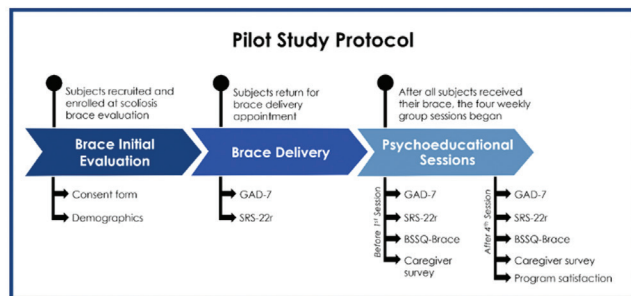 Pilot Study Protocol
Subjects recruited and
enrolled at scoliosis
brace evaluation
Subjects return for
brace delivery
appointment
After all subjects received
their brace, the four weekly
group sessions began
Brace Initial
Evaluation
Brace Delivery
Psychoeducational
Sessions
Consent form
Demographics
GAD-7
SRS-22r
Before 1st Session
GAD-7
SRS-22r
BSSQ-Brace
Caregiver
survey
After 4th Session
GAD-7
SRS-22r
BSSQ-Brace
Caregiver survey
Program satisfaction